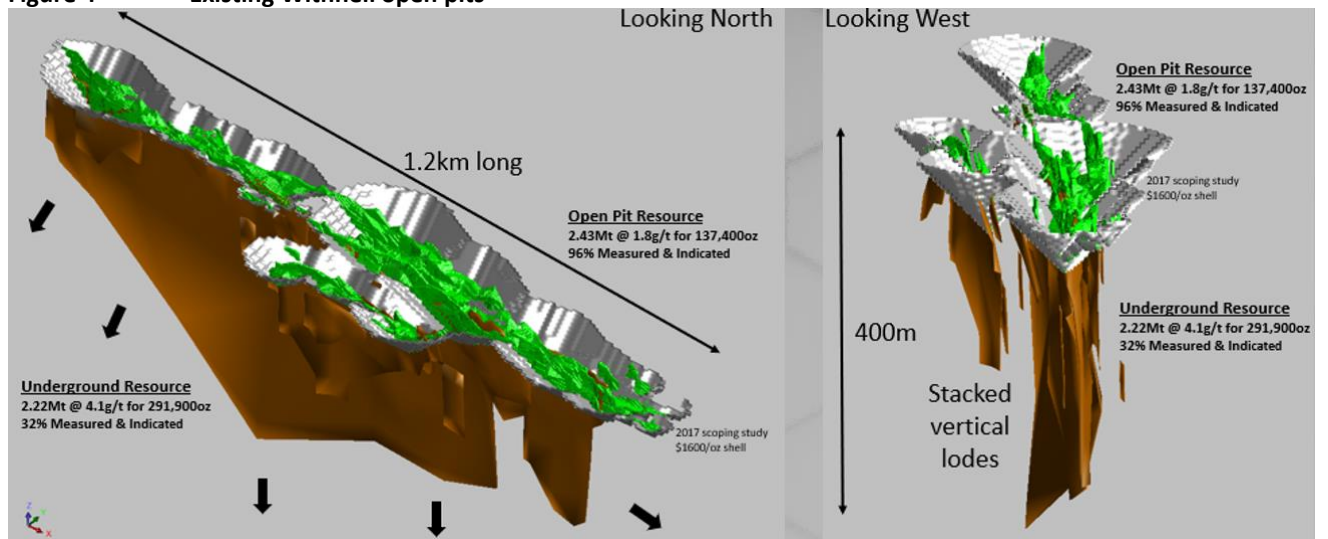 Figure 4 Existing Withnell open pits
Looking North
1.2km long
Open Pit Resource
2.43Mt @ 1.8g/t for 137,400oz
96% Measured & Indicated
Underground Resource
2.22Mt @ 4.1g/t for 291,900oz
32% Measured & Indicated
2017 scoping study
$1600/oz shell
Z
Y
X
Looking West
Open Pit Resource
2.43Mt @ 1.8g/t for 137,400oz
96% Measured & Indicated
2017 scoping study
$1600/oz shell
400m
Underground Resource
2.22Mt @ 4.1g/t for 291,900oz
32% Measured & Indicated
Stacked
vertical
lodes